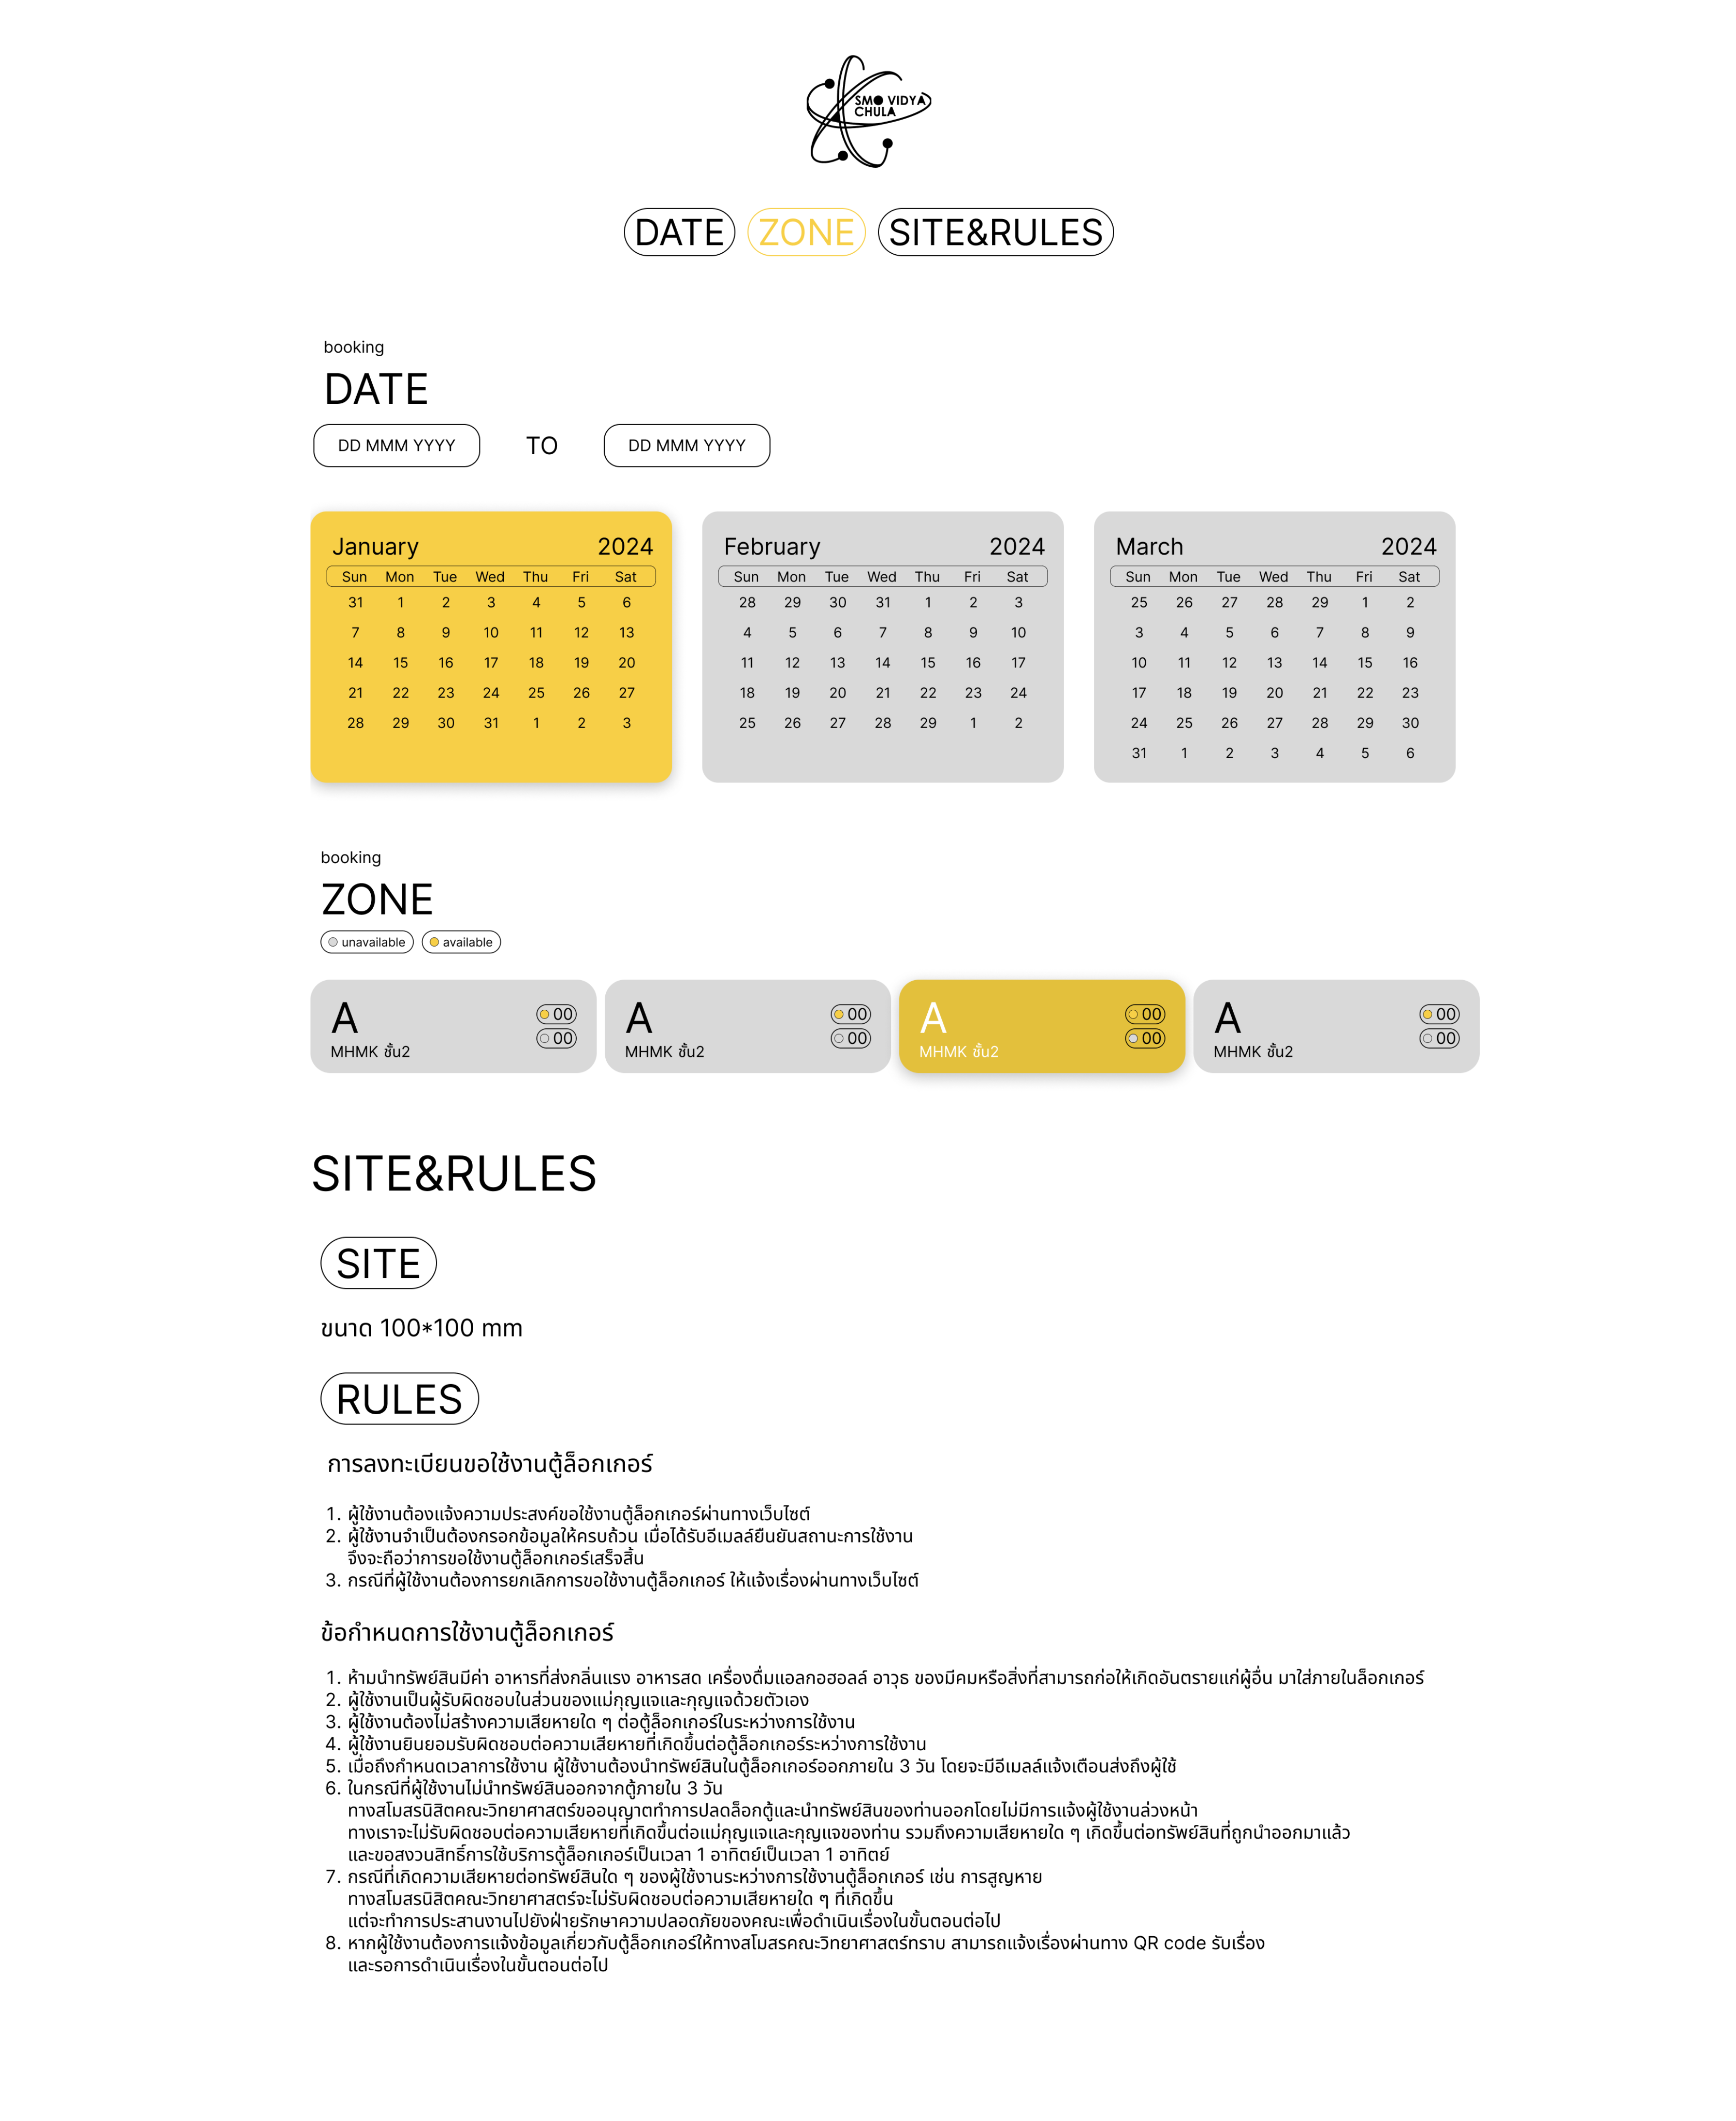 SMO VIDYA
CHULA
DATE ZONE SITE&RULES
booking
DATE
DD MMM YYYY TO DD MMM YYYY
January 2024
Sun Mon Tue Wed Thu Fri Sat
31 1 2 3 4 5 6
7 8 9 10 11 12 13
14 15 16 17 18 19 20
21 22 23 24 25 26 27
28 29 30 31 1 2 3
February 2024
Sun Mon Tue Wed Thu Fri Sat
28 29 30 31 1 2 3
4 5 6 7 8 9 10
11 12 13 14 15 16 17
18 19 20 21 22 23 24
25 26 27 28 29 1 2
March 2024
Sun Mon Tue Wed Thu Fri Sat
25 26 27 28 29 1 2
3 4 5 6 7 8 9
10 11 12 13 14 15 16
17 18 19 20 21 22 23
24 25 26 27 28 29 30
31 1 2 3 4 5 6
booking
ZONE
unavailable available
A
MHMK ชั้น2
00
00
A
MHMK ชั้น2
00
00
A
MHMK ชั้น2
00
00
A
MHMK ชั้น2
00
00
SITE&RULES
SITE
ขนาด 100*100 mm
RULES
การลงทะเบียนขอใช้งานตู้ล็อกเกอร์
1. ผู้ใช้งานต้องแจ้งความประสงค์ขอใช้งานตู้ล็อกเกอร์ผ่านทางเว็บไซต์
2. ผู้ใช้งานจำเป็นต้องกรอกข้อมูลให้ครบถ้วน เมื่อได้รับอีเมลล์ยืนยันสถานะการใช้งาน
จึงจะถือว่าการขอใช้งานตู้ล็อกเกอร์เสร็จสิ้น
3. กรณีที่ผู้ใช้งานต้องการยกเลิกการขอใช้งานตู้ล็อกเกอร์ ให้แจ้งเรื่องผ่านทางเว็บไซต์
ข้อกำหนดการใช้งานตู้ล็อกเกอร์
1. ห้ามนำทรัพย์สินมีค่า อาหารที่ส่งกลิ่นแรง อาหารสด เครื่องดื่มแอลกอฮอลล์ อาวุธ ของมีคมหรือสิ่งที่สามารถก่อให้เกิดอันตรายแก่ผู้อื่น มาใส่ภายในล็อกเกอร์
2. ผู้ใช้งานเป็นผู้รับผิดชอบในส่วนของแม่กุญแจและกุญแจด้วยตัวเอง
3. ผู้ใช้งานต้องไม่สร้างความเสียหายใด ๆ ต่อตู้ล็อกเกอร์ในระหว่างการใช้งาน
4. ผู้ใช้งานยินยอมรับผิดชอบต่อความเสียหายที่เกิดขึ้นต่อตู้ล็อกเกอร์ระหว่างการใช้งาน
5. เมื่อถึงกำหนดเวลาการใช้งาน ผู้ใช้งานต้องนำทรัพย์สินในตู้ล็อกเกอร์ออกภายใน 3 วัน โดยจะมีอีเมลล์แจ้งเตือนส่งถึงผู้ใช้
6. ในกรณีที่ผู้ใช้งานไม่นำทรัพย์สินออกจากตู้ภายใน 3 วัน
ทางสโมสรนิสิตคณะวิทยาศาสตร์ขออนุญาตทำการปลดล็อกตู้และนำทรัพย์สินของท่านออกโดยไม่มีการแจ้งผู้ใช้งานล่วงหน้า
ทางเราจะไม่รับผิดชอบต่อความเสียหายที่เกิดขึ้นต่อแม่กุญแจและกุญแจของท่าน รวมถึงความเสียหายใด ๆ เกิดขึ้นต่อทรัพย์สินที่ถูกนำออกมาแล้ว
และขอสงวนสิทธิ์การใช้บริการตู้ล็อกเกอร์เป็นเวลา 1 อาทิตย์เป็นเวลา 1 อาทิตย์
7. กรณีที่เกิดความเสียหายต่อทรัพย์สินใด ๆ ของผู้ใช้งานระหว่างการใช้งานตู้ล็อกเกอร์ เช่น การสูญหาย
ทางสโมสรนิสิตคณะวิทยาศาสตร์จะไม่รับผิดชอบต่อความเสียหายใด ๆ ที่เกิดขึ้น
แต่จะทำการประสานงานไปยังฝ่ายรักษาความปลอดภัยของคณะเพื่อดำเนินเรื่องในขั้นตอนต่อไป
8. หากผู้ใช้งานต้องการแจ้งข้อมูลเกี่ยวกับตู้ล็อกเกอร์ให้ทางสโมสรคณะวิทยาศาสตร์ทราบ สามารถแจ้งเรื่องผ่านทาง QR code รับเรื่อง
และรอการดำเนินเรื่องในขั้นตอนต่อไป